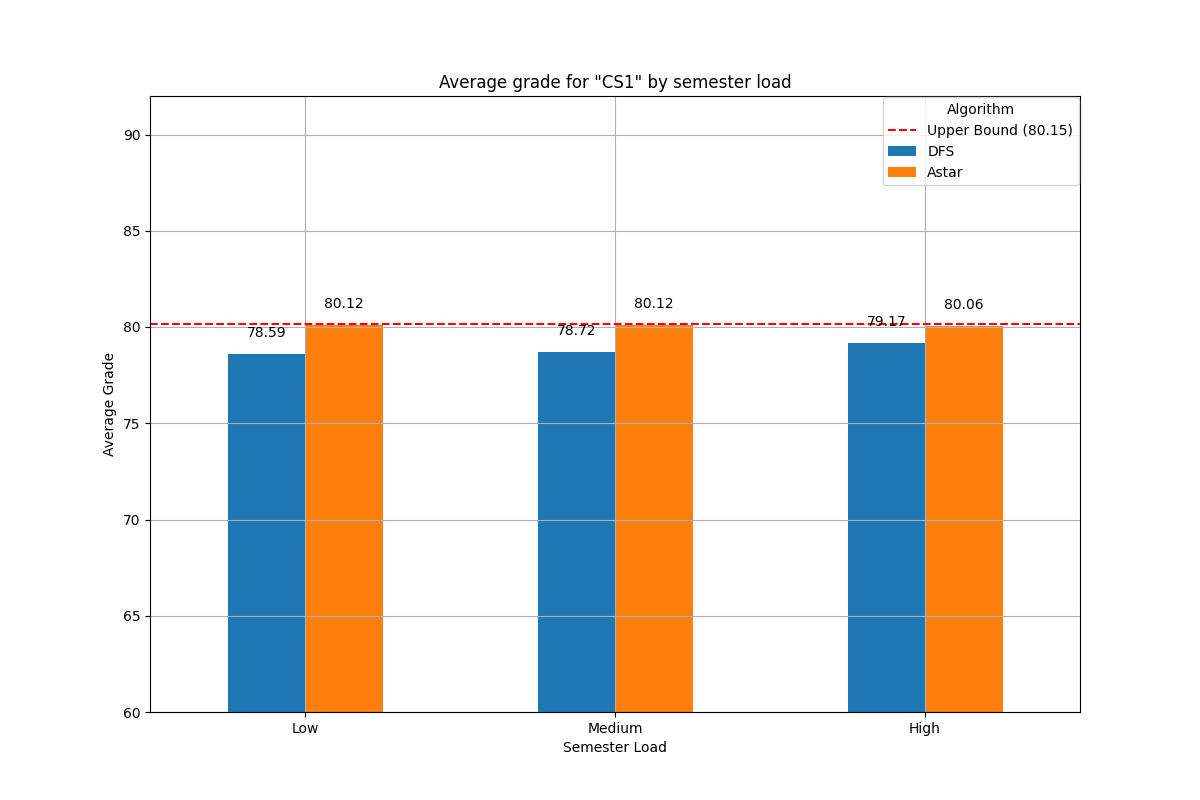 Average grade for "CS1" by semester load
Algorithm
Upper Bound (80.15)
DFS
Astar
90
85
80
75
70
65
60
Average Grade
78.59
80.12
78.72
80.12
79.17
80.06
Low
Medium
High
Semester Load